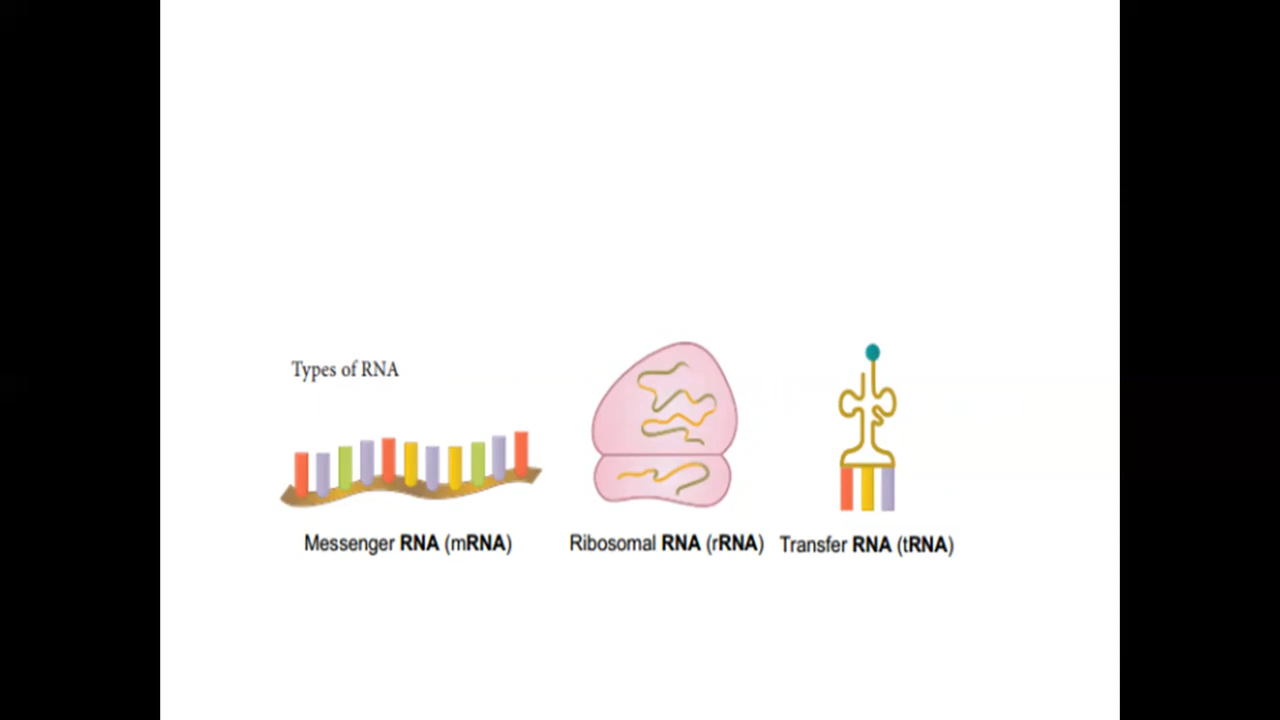 Types of RNA
Messenger RNA (mRNA) Ribosomal RNA (rRNA) Transfer RNA (tRNA)